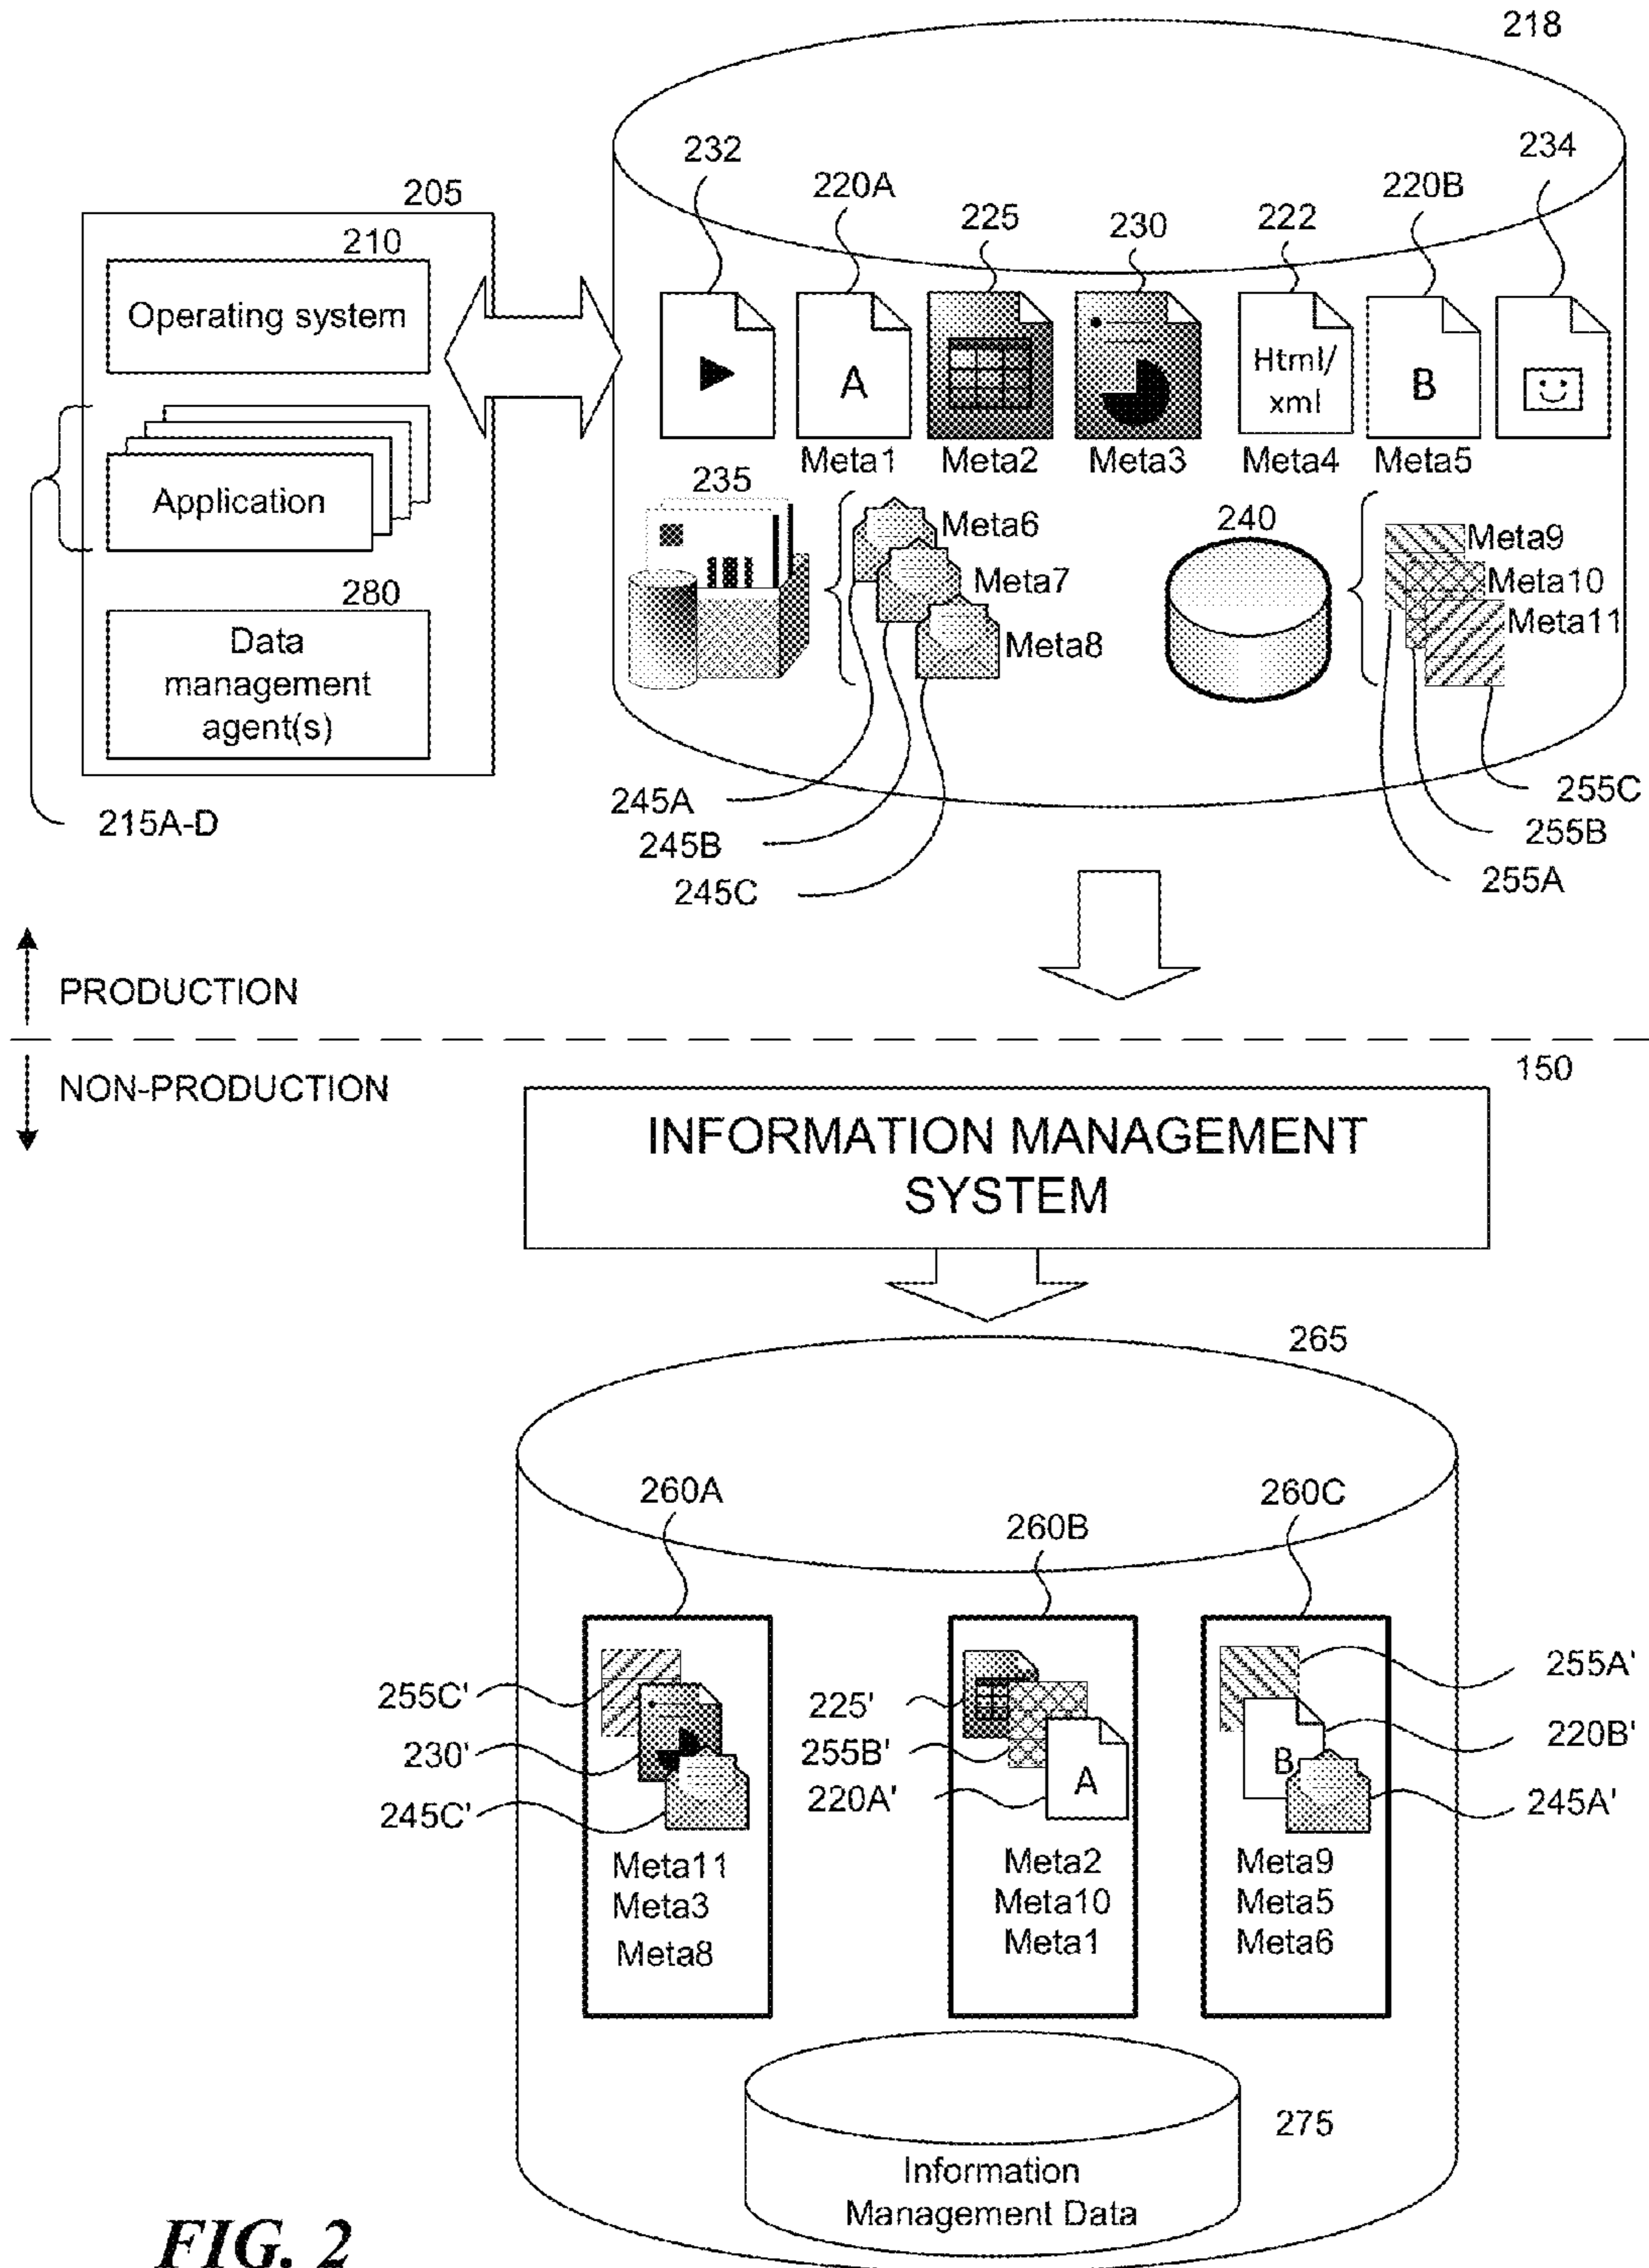 218
232
234
220A
220B
205
225
222
230
210
Operating system
Html/
xml
A
B
Meta1 Meta2 Meta3 Meta4 Meta5
235
240
Application
Meta6
Meta9
Meta7
Meta10
280
Meta11
Data
management
agent(s)
Meta8
245A
255C
215A-D
245B
255B
245C
255A
PRODUCTION
150
NON-PRODUCTION
INFORMATION MANAGEMENT
SYSTEM
265
260A
260B
260C
255C'
225'
255A'
230'
255B'
220B'
B
245C'
220A'
A
245A'
Meta11
Meta3
Meta8
Meta2
Meta10
Meta1
Meta9
Meta5
Meta6
275
Information
Management Data
FIG. 2